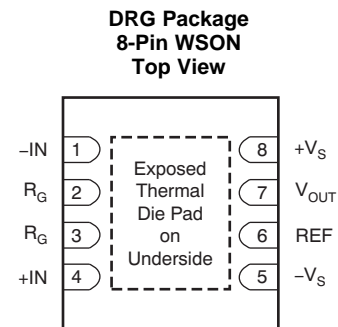 DRG Package
8-Pin WSON
Top View
−IN 1
R_G 2
R_G 3
+IN 4
Exposed
Thermal
Die Pad
on
Underside
8 +V_S
7 V_OUT
6 REF
5 −V_S